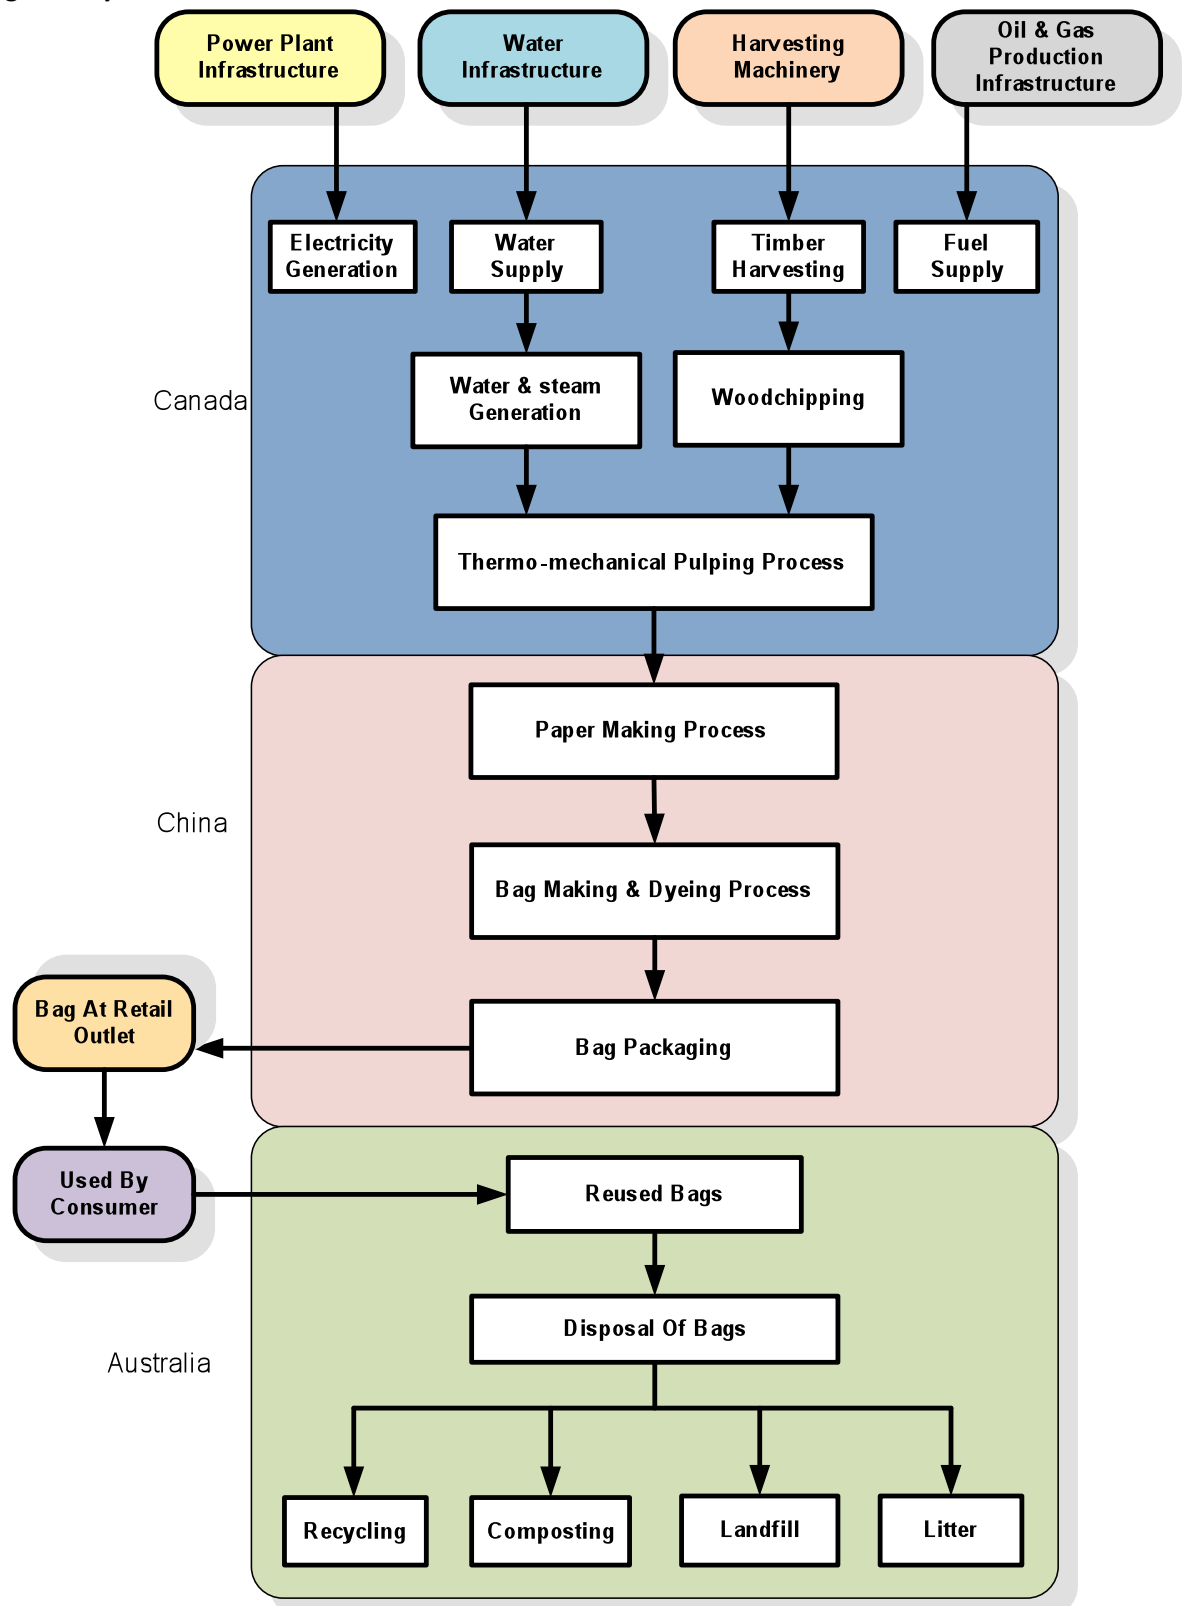 Power Plant
Infrastructure
Water
Infrastructure
Harvesting
Machinery
Oil & Gas
Production
Infrastructure
Electricity
Generation
Water
Supply
Timber
Harvesting
Fuel
Supply
Water & steam
Generation
Woodchipping
Canada
Thermo-mechanical Pulping Process
Paper Making Process
China
Bag Making & Dyeing Process
Bag At Retail
Outlet
Bag Packaging
Used By
Consumer
Reused Bags
Disposal Of Bags
Australia
Recycling
Composting
Landfill
Litter